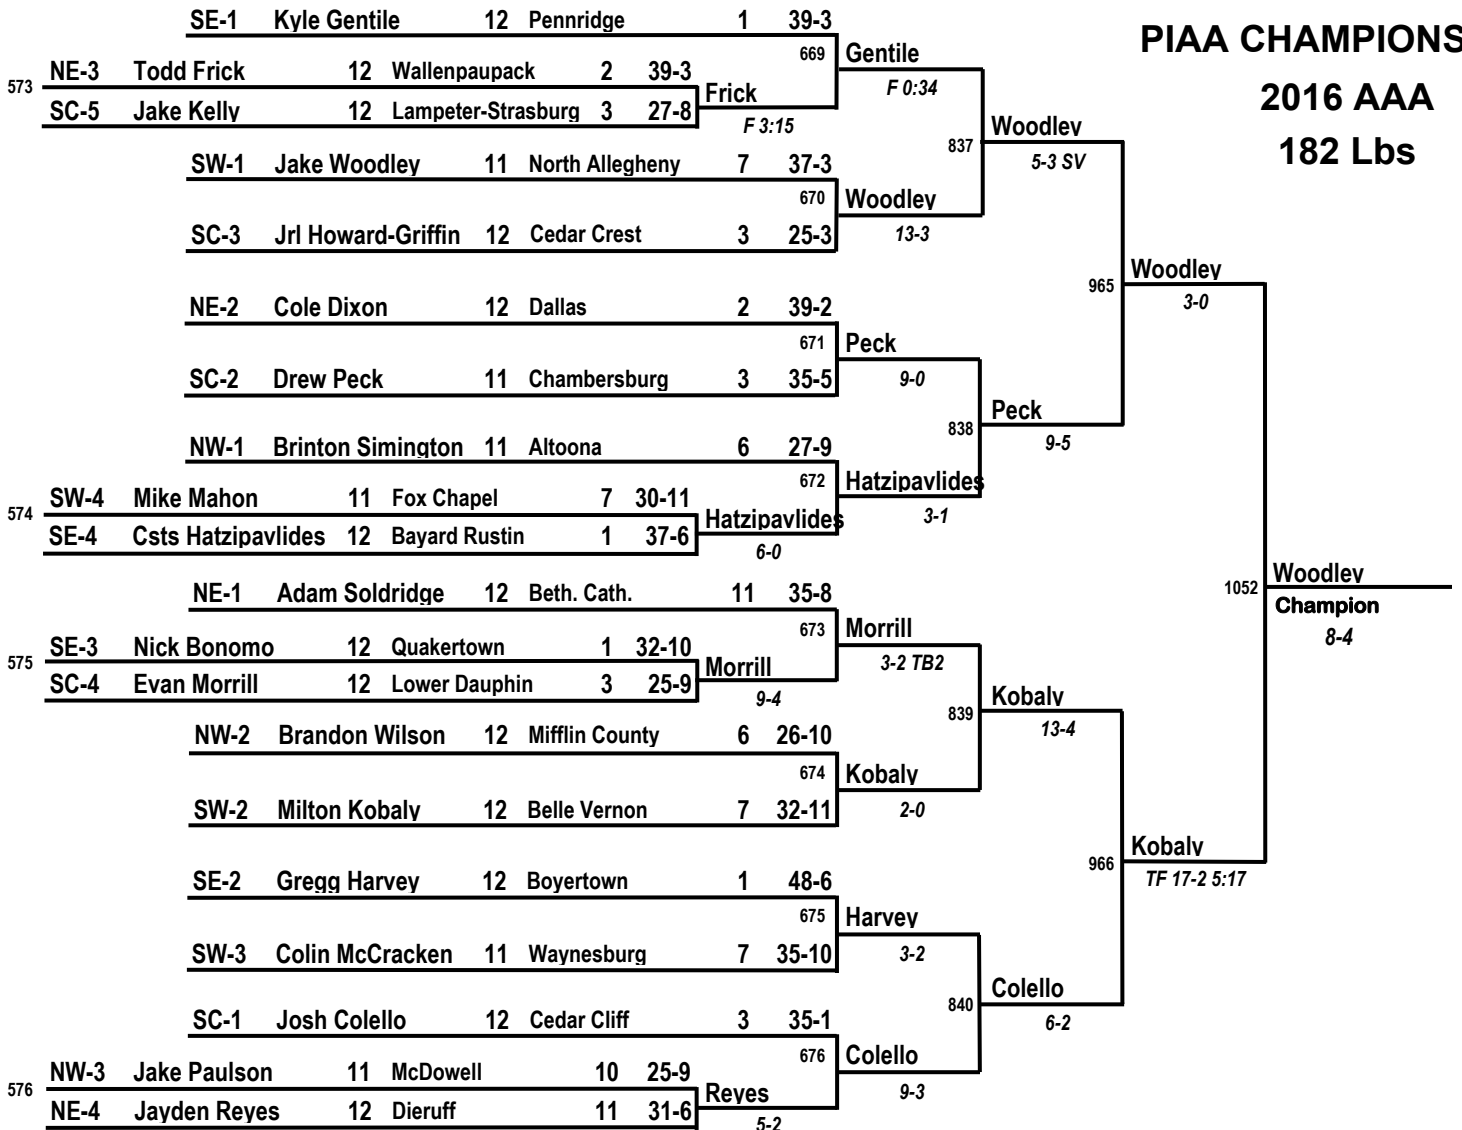 SE-1 Kyle Gentile 12 Pennridge 1 39-3
PIAA CHAMPIONS
669 Gentile
F 0:34
573 NE-3 Todd Frick 12 Wallenpaupack 2 39-3
SC-5 Jake Kelly 12 Lampeter-Strasburg 3 27-8
Frick
F 3:15
2016 AAA
182 Lbs
837 Woodley
5-3 SV
SW-1 Jake Woodley 11 North Allegheny 7 37-3
670 Woodley
13-3
SC-3 Jrl Howard-Griffin 12 Cedar Crest 3 25-3
965 Woodley
3-0
NE-2 Cole Dixon 12 Dallas 2 39-2
671 Peck
9-0
SC-2 Drew Peck 11 Chambersburg 3 35-5
838 Peck
9-5
NW-1 Brinton Simington 11 Altoona 6 27-9
672 Hatzipavlides
3-1
574 SW-4 Mike Mahon 11 Fox Chapel 7 30-11
SE-4 Csts Hatzipavlides 12 Bayard Rustin 1 37-6
Hatzipavlides
6-0
1052 Woodley
Champion
8-4
NE-1 Adam Soldridge 12 Beth. Cath. 11 35-8
673 Morrill
3-2 TB2
575 SE-3 Nick Bonomo 12 Quakertown 1 32-10
SC-4 Evan Morrill 12 Lower Dauphin 3 25-9
Morrill
9-4
839 Kobaly
13-4
NW-2 Brandon Wilson 12 Mifflin County 6 26-10
674 Kobaly
2-0
SW-2 Milton Kobaly 12 Belle Vernon 7 32-11
966 Kobaly
TF 17-2 5:17
SE-2 Gregg Harvey 12 Boyertown 1 48-6
675 Harvey
3-2
SW-3 Colin McCracken 11 Waynesburg 7 35-10
840 Colello
6-2
SC-1 Josh Colello 12 Cedar Cliff 3 35-1
676 Colello
9-3
576 NW-3 Jake Paulson 11 McDowell 10 25-9
NE-4 Jayden Reyes 12 Dieruff 11 31-6
Reyes
5-2